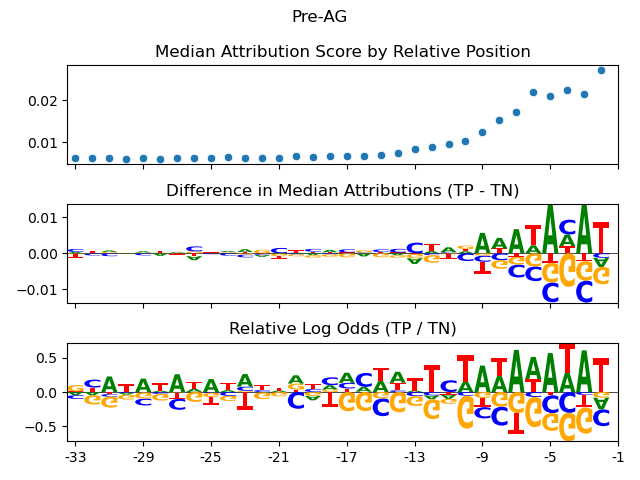 Pre-AG
Median Attribution Score by Relative Position
0.02
0.01
Difference in Median Attributions (TP - TN)
0.01
0.00
−0.01
Relative Log Odds (TP / TN)
0.5
0.0
−0.5
-33 -29 -25 -21 -17 -13 -9 -5 -1